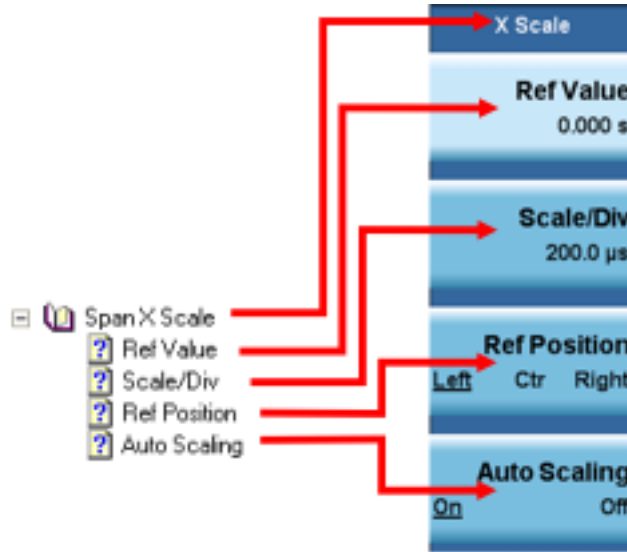 X Scale
Ref Value
0.000 s
Scale/Div
200.0 µs
Span X Scale
Ref Value
Scale/Div
Ref Position
Auto Scaling
Ref Position
Left Ctr Right
Auto Scaling
On Off